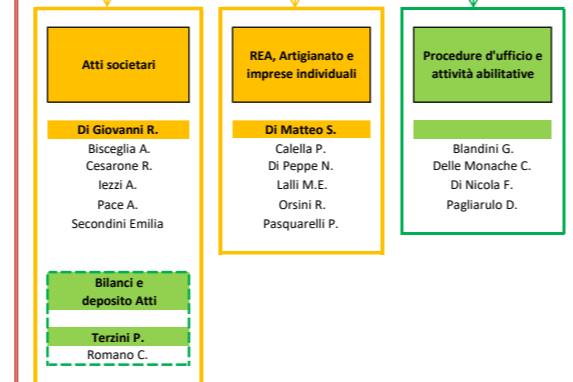 Atti societari
Di Giovanni R.
Bisceglia A.
Cesarone R.
Iezzi A.
Pace A.
Secondini Emilia
Bilanci e
deposito Atti
Terzini P.
Romano C.
REA, Artigianato e
imprese individuali
Di Matteo S.
Calella P.
Di Peppe N.
Lalli M.E.
Orsini R.
Pasquarelli P.
Procedure d'ufficio e
attività abilitative
Blandini G.
Delle Monache C.
Di Nicola F.
Pagliarulo D.